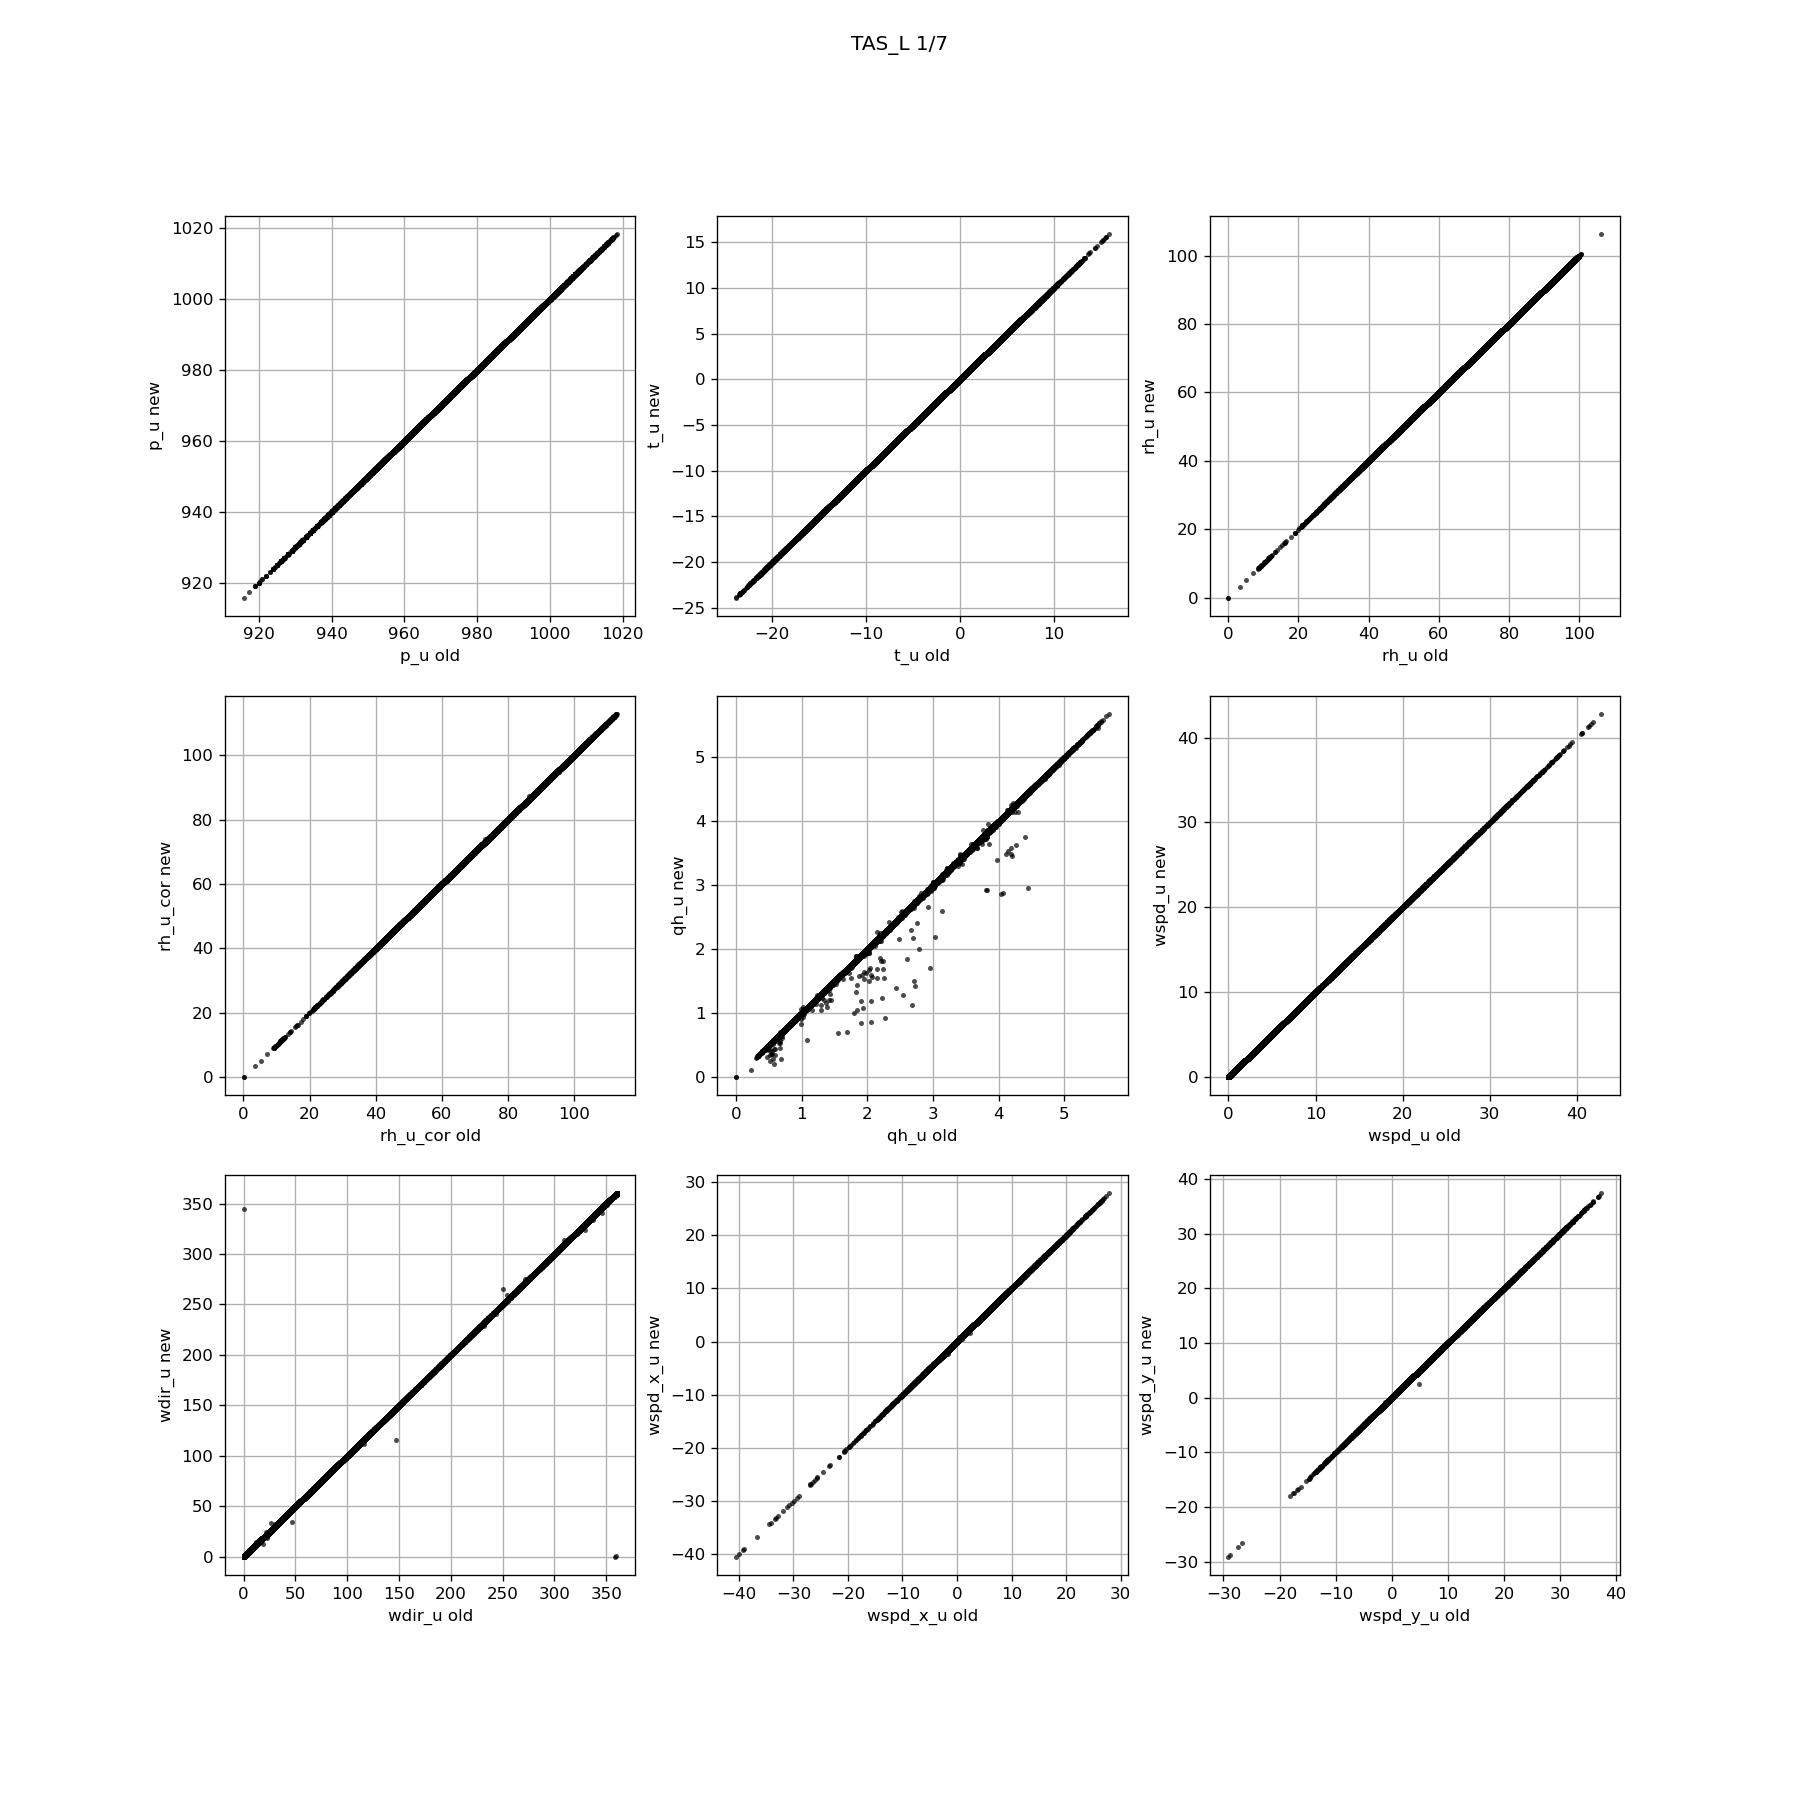 TAS_L 1/7
1020
1000
980
960
940
920
p_u new
920 940 960 980 1000 1020
p_u old
15
10
5
0
−5
−10
−15
−20
−25
t_u new
−20 −10 0 10
t_u old
100
80
60
40
20
0
rh_u new
0 20 40 60 80 100
rh_u old
100
80
60
40
20
0
rh_u_cor new
0 20 40 60 80 100
rh_u_cor old
5
4
3
2
1
0
qh_u new
0 1 2 3 4 5
qh_u old
40
30
20
10
0
wspd_u new
0 10 20 30 40
wspd_u old
350
300
250
200
150
100
50
0
wdir_u new
0 50 100 150 200 250 300 350
wdir_u old
30
20
10
0
−10
−20
−30
−40
wspd_x_u new
−40 −30 −20 −10 0 10 20 30
wspd_x_u old
40
30
20
10
0
−10
−20
−30
wspd_y_u new
−30 −20 −10 0 10 20 30 40
wspd_y_u old